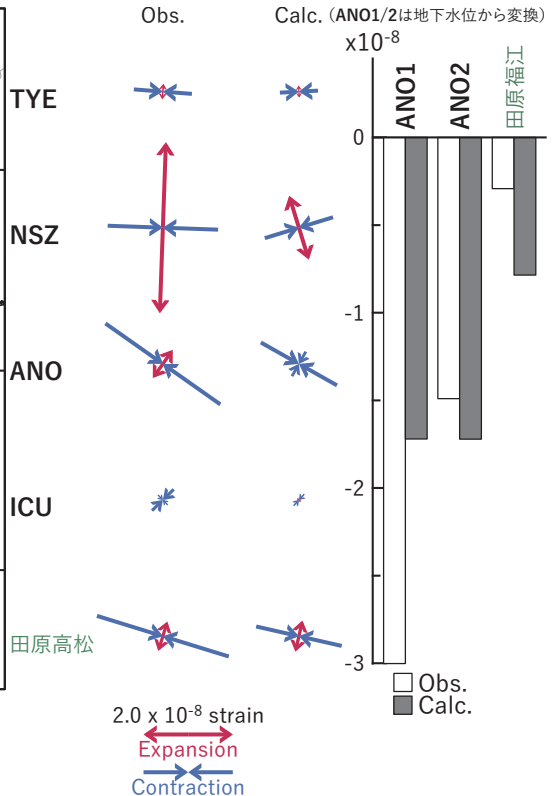 Obs.
Calc. (ANO1/2は地下水位から変換)
x10-8
ANO1
ANO2
田原福江
TYE
NSZ
ANO
ICU
田原高松
0
-1
-2
-3
Obs.
Calc.
2.0 x 10-8 strain
Expansion
Contraction